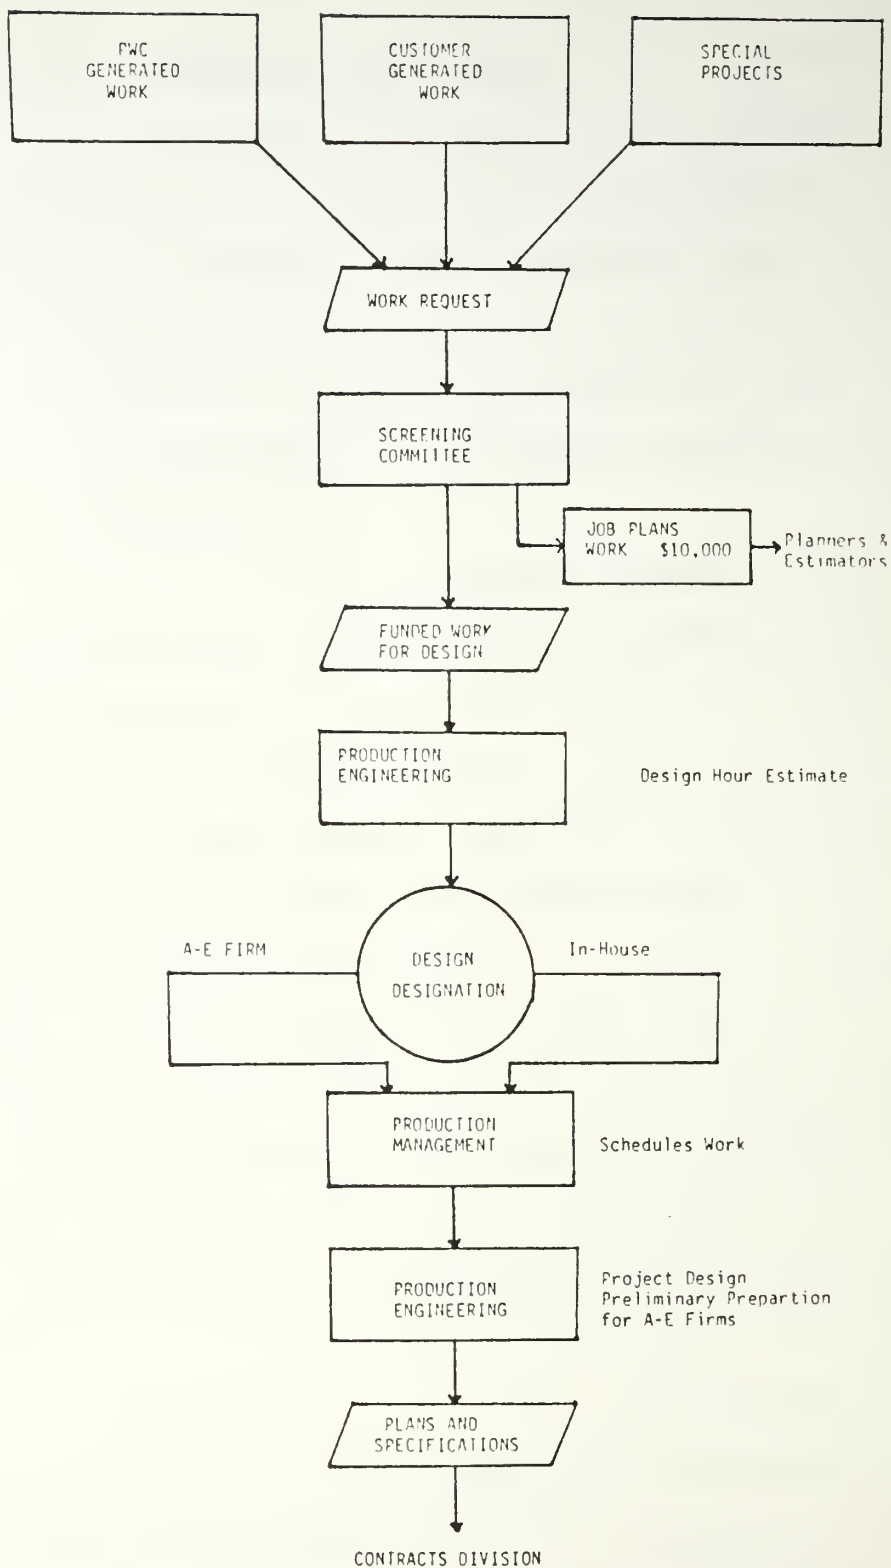 PWC
GENERATED
WORK
CUSTOMER
GENERATED
WORK
SPECIAL
PROJECTS
WORK REQUEST
SCREENING
COMMITTEE
JOB PLANS
WORK $10,000
Planners &
Estimators
FUNDED WORK
FOR DESIGN
PRODUCTION
ENGINEERING
Design Hour Estimate
A-E FIRM
DESIGN
DESIGNATION
In-House
PRODUCTION
MANAGEMENT
Schedules Work
PRODUCTION
ENGINEERING
Project Design
Preliminary Prepartion
for A-E Firms
PLANS AND
SPECIFICATIONS
CONTRACTS DIVISION